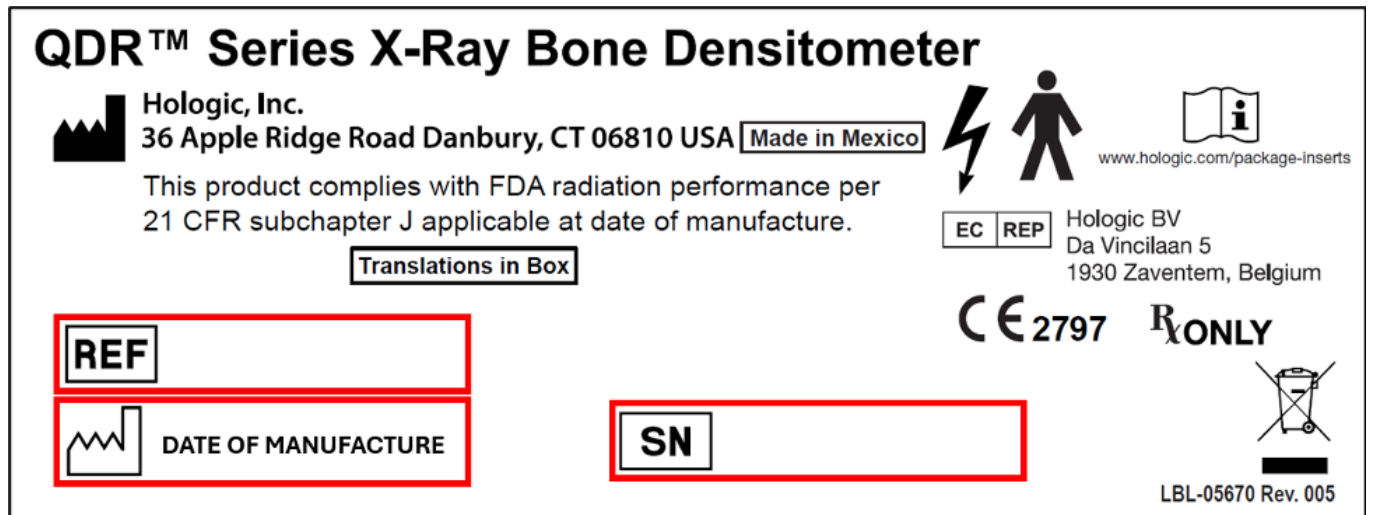 QDR™ Series X-Ray Bone Densitometer
Hologic, Inc.
36 Apple Ridge Road Danbury, CT 06810 USA Made in Mexico
This product complies with FDA radiation performance per
21 CFR subchapter J applicable at date of manufacture.
Translations in Box
i
www.hologic.com/package-inserts
EC REP
Hologic BV
Da Vincilaan 5
1930 Zaventem, Belgium
CE 2797
Rx ONLY
REF
DATE OF MANUFACTURE
SN
LBL-05670 Rev. 005